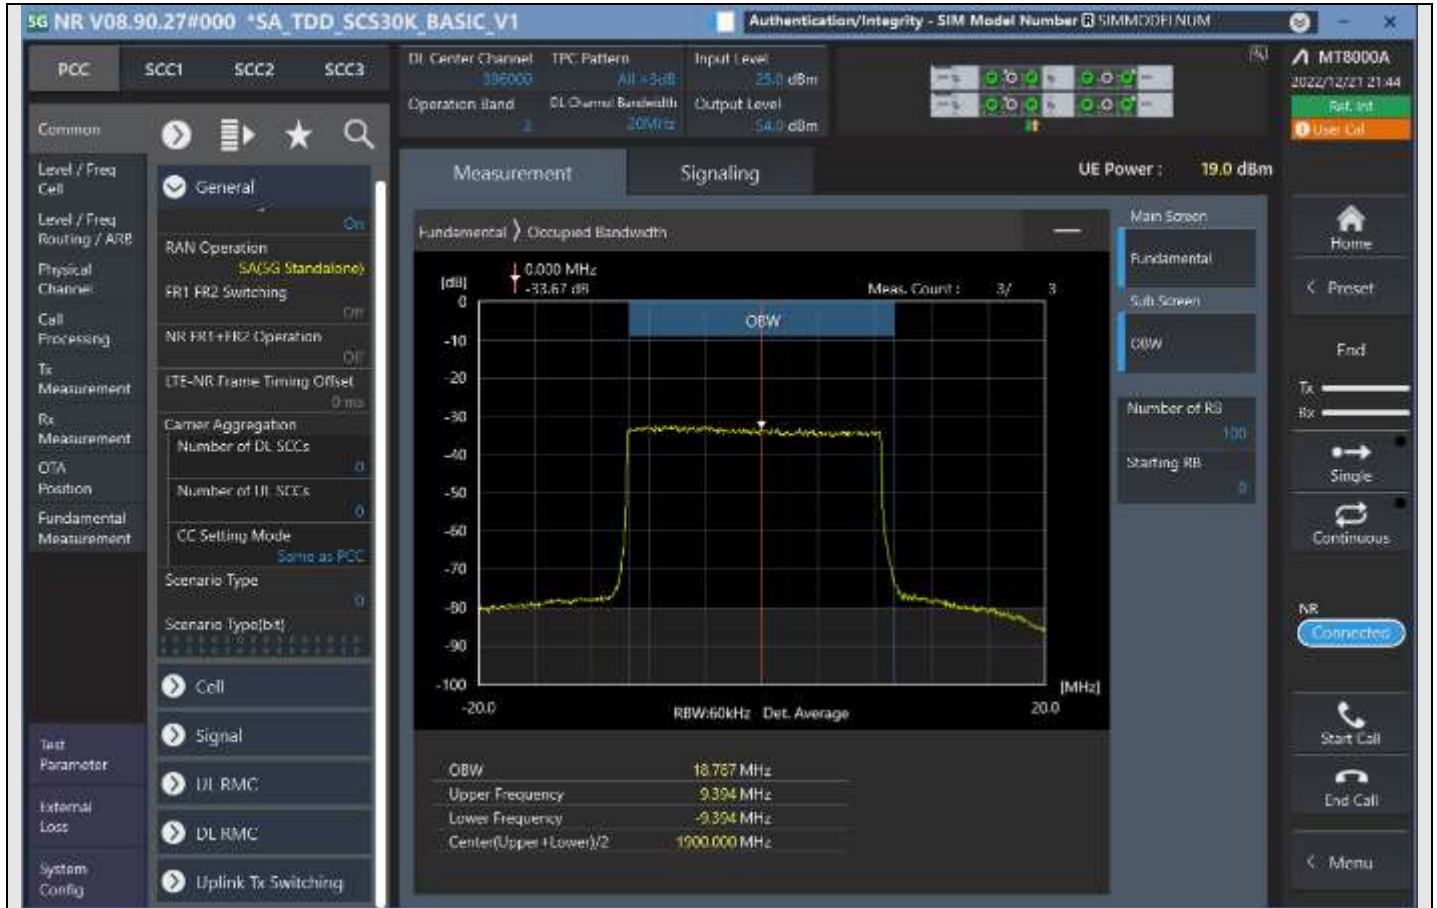 5G NR V08.90.27#000 *SA_TDD_SCS30K_BASIC_V1
Authentication/Integrity - SIM Model Number SIMMODELNUM
PCC SCC1 SCC2 SCC3
DL Center Channel
396000
TPC Pattern
All +3dB
Input Level
25.0 dBm
Operation Band
2
DL Channel Bandwidth
20MHz
Output Level
54.0 dBm
MT8000A
2022/12/21 21:44
Ref. Int
User Cal
Common
Level / Freq
Cell
Level / Freq
Routing / ARB
Physical
Channel
Call
Processing
Tx
Measurement
Rx
Measurement
OTA
Position
Fundamental
Measurement
Test
Parameter
External
Loss
System
Config
General
On
RAN Operation
SA(5G Standalone)
FR1 FR2 Switching
Off
NR FR1+FR2 Operation
Off
LTE-NR Frame Timing Offset
0 ms
Carrier Aggregation
Number of DL SCCs
0
Number of UL SCCs
0
CC Setting Mode
Same as PCC
Scenario Type
0
Scenario Type(bit)
Cell
Signal
UL RMC
DL RMC
Uplink Tx Switching
Measurement Signaling
UE Power : 19.0 dBm
Fundamental 〉 Occupied Bandwidth
0.000 MHz
-33.67 dB
Meas. Count : 3/ 3
[dB]
0
-10
-20
-30
-40
-50
-60
-70
-80
-90
-100
OBW
[MHz]
-20.0 20.0
RBW:60kHz Det. Average
OBW 18.787 MHz
Upper Frequency 9.394 MHz
Lower Frequency -9.394 MHz
Center(Upper+Lower)/2 1900.000 MHz
Main Screen
Fundamental
Sub Screen
OBW
Number of RB
100
Starting RB
0
Home
< Preset
End
Tx
Rx
Single
Continuous
NR
Connected
Start Call
End Call
< Menu